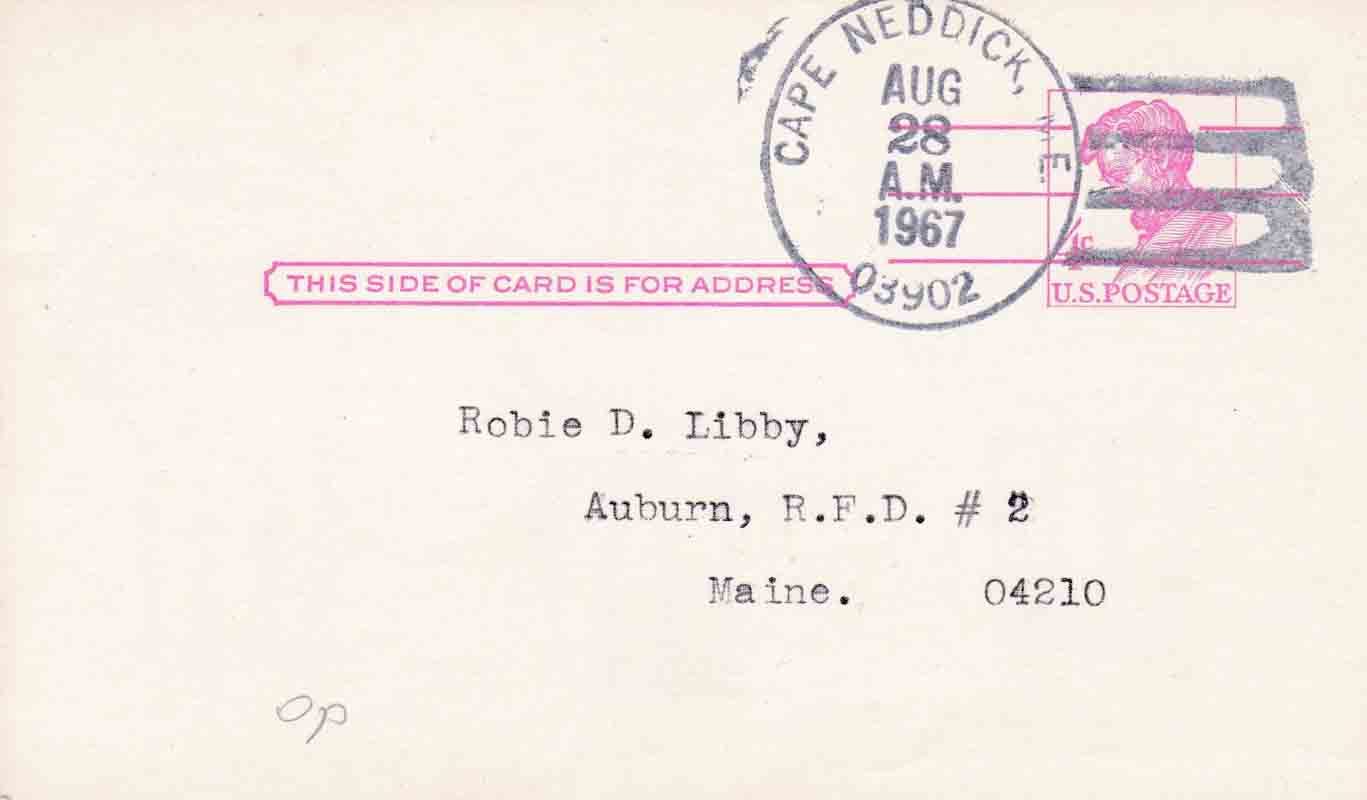 CAPE NEDDICK, ME.
AUG
28
A.M.
1967
03902
4c
U.S.POSTAGE
THIS SIDE OF CARD IS FOR ADDRESS
Robie D. Libby,
Auburn, R.F.D. # 2
Maine. 04210
Op